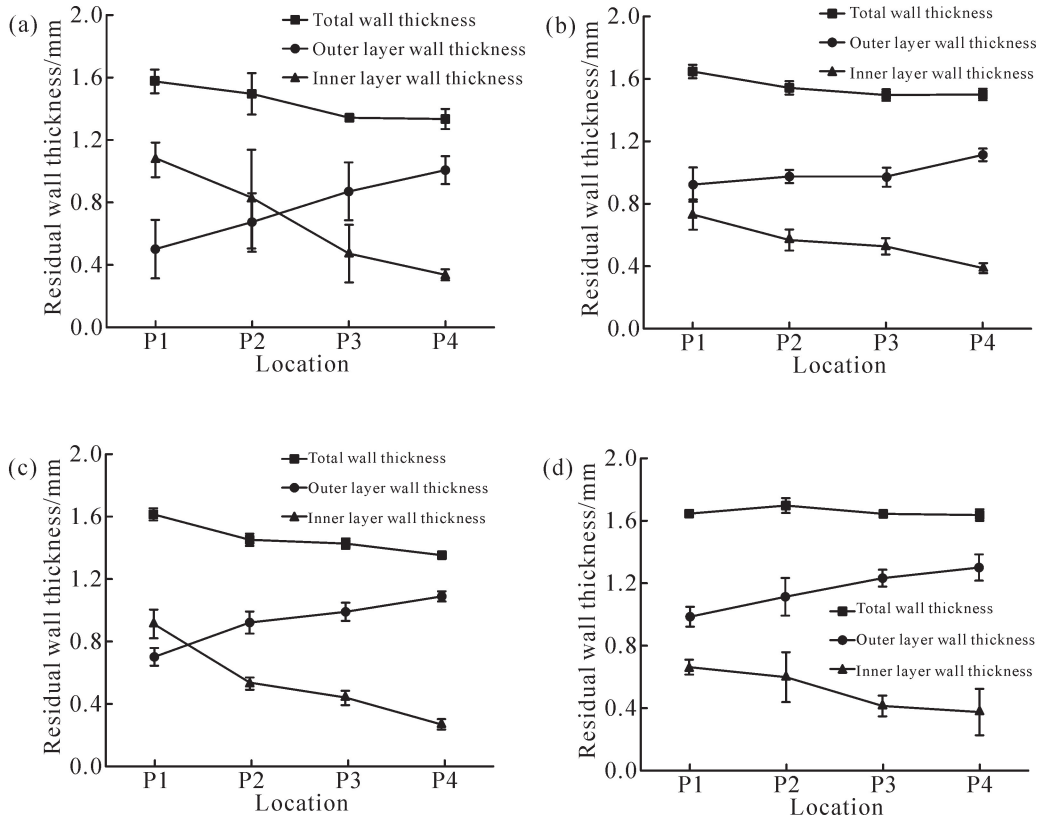 (a)
Residual wall thickness/mm
2.0
1.6
1.2
0.8
0.4
0.0
Total wall thickness
Outer layer wall thickness
Inner layer wall thickness
P1 P2 P3 P4
Location
(b)
Residual wall thickness/mm
2.0
1.6
1.2
0.8
0.4
0.0
Total wall thickness
Outer layer wall thickness
Inner layer wall thickness
P1 P2 P3 P4
Location
(c)
Residual wall thickness/mm
2.0
1.6
1.2
0.8
0.4
0.0
Total wall thickness
Outer layer wall thickness
Inner layer wall thickness
P1 P2 P3 P4
Location
(d)
Residual wall thickness/mm
2.0
1.6
1.2
0.8
0.4
0.0
Total wall thickness
Outer layer wall thickness
Inner layer wall thickness
P1 P2 P3 P4
Location